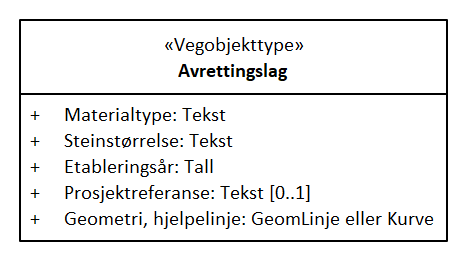 «Vegobjekttype»
Avrettingslag
+ Materialtype: Tekst
+ Steinstørrelse: Tekst
+ Etableringsår: Tall
+ Prosjektreferanse: Tekst [0..1]
+ Geometri, hjelpelinje: GeomLinje eller Kurve